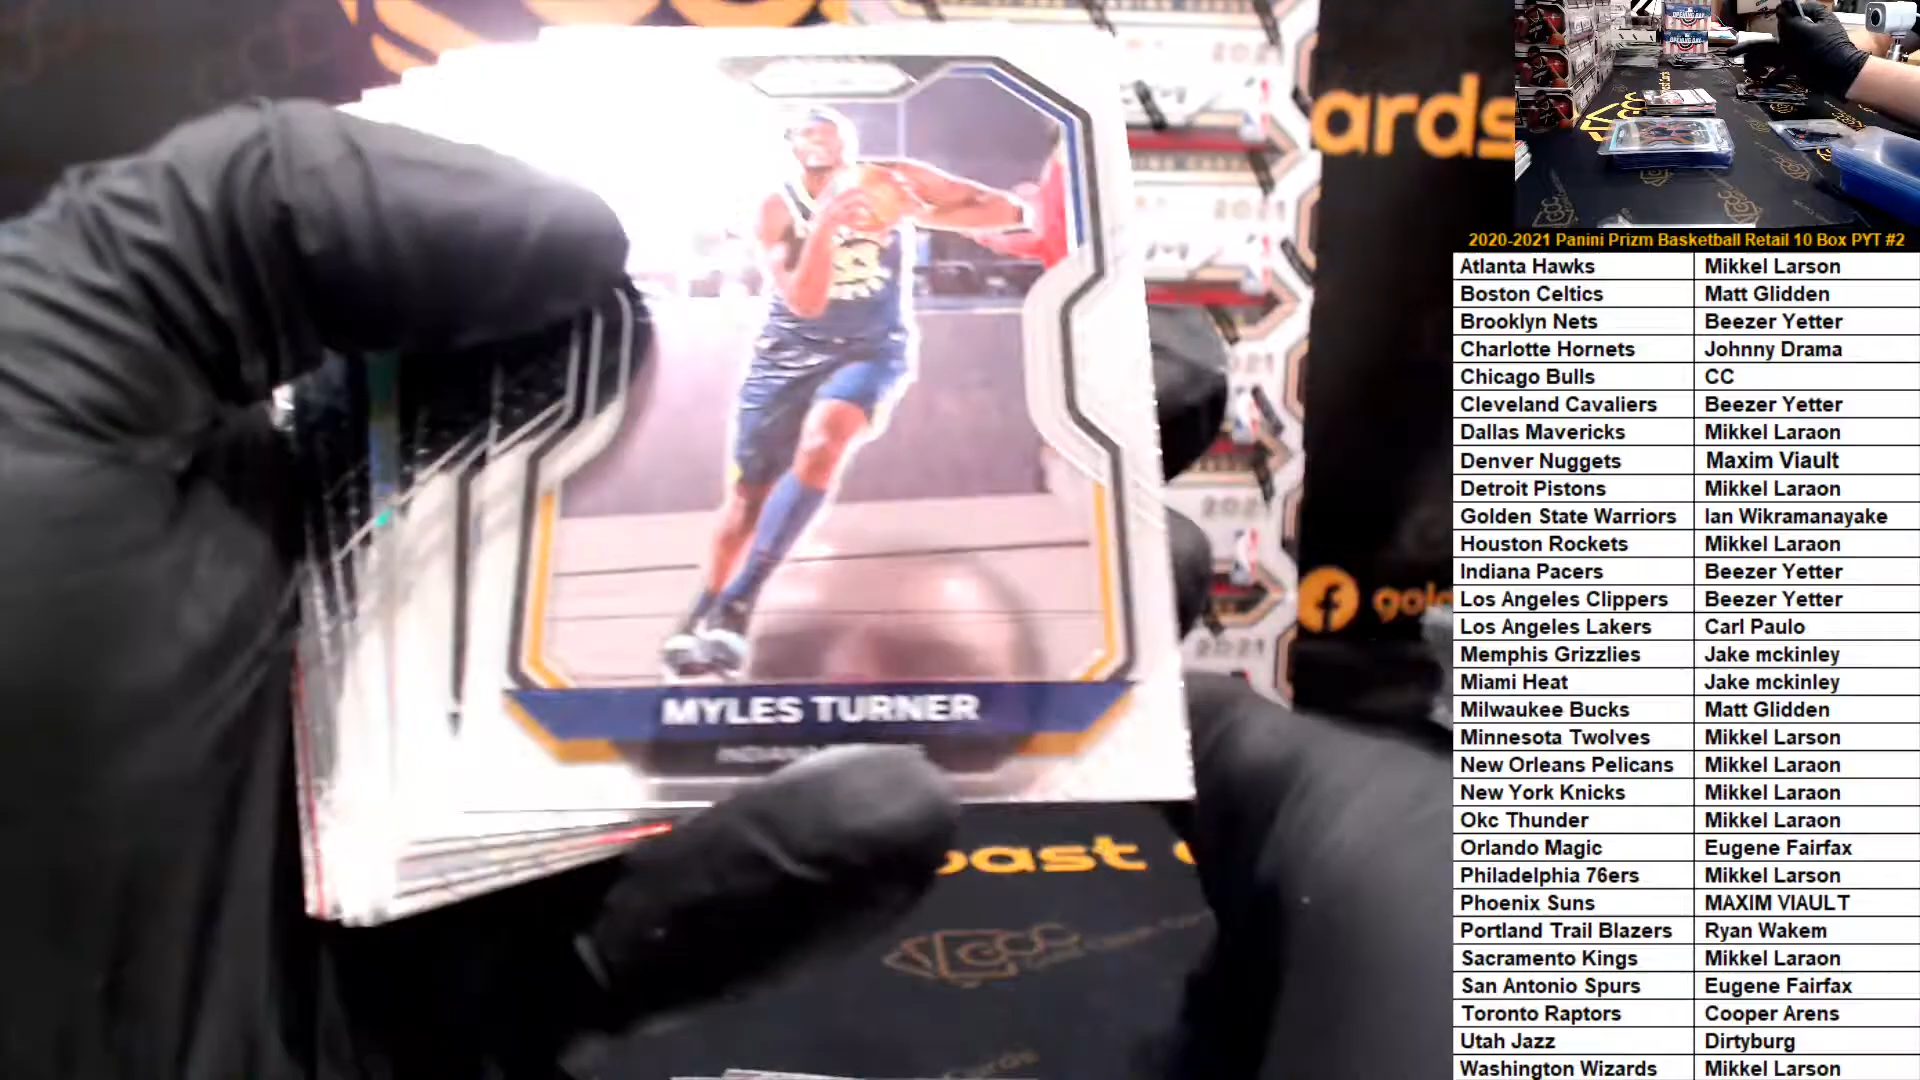 ards
MYLES TURNER
2021
2021
gold
GCC
2020-2021 Panini Prizm Basketball Retail 10 Box PYT #2
Atlanta Hawks Mikkel Larson
Boston Celtics Matt Glidden
Brooklyn Nets Beezer Yetter
Charlotte Hornets Johnny Drama
Chicago Bulls CC
Cleveland Cavaliers Beezer Yetter
Dallas Mavericks Mikkel Laraon
Denver Nuggets Maxim Viault
Detroit Pistons Mikkel Laraon
Golden State Warriors Ian Wikramanayake
Houston Rockets Mikkel Laraon
Indiana Pacers Beezer Yetter
Los Angeles Clippers Beezer Yetter
Los Angeles Lakers Carl Paulo
Memphis Grizzlies Jake mckinley
Miami Heat Jake mckinley
Milwaukee Bucks Matt Glidden
Minnesota Twolves Mikkel Larson
New Orleans Pelicans Mikkel Laraon
New York Knicks Mikkel Laraon
Okc Thunder Mikkel Laraon
Orlando Magic Eugene Fairfax
Philadelphia 76ers Mikkel Larson
Phoenix Suns MAXIM VIAULT
Portland Trail Blazers Ryan Wakem
Sacramento Kings Mikkel Laraon
San Antonio Spurs Eugene Fairfax
Toronto Raptors Cooper Arens
Utah Jazz Dirtyburg
Washington Wizards Mikkel Larson